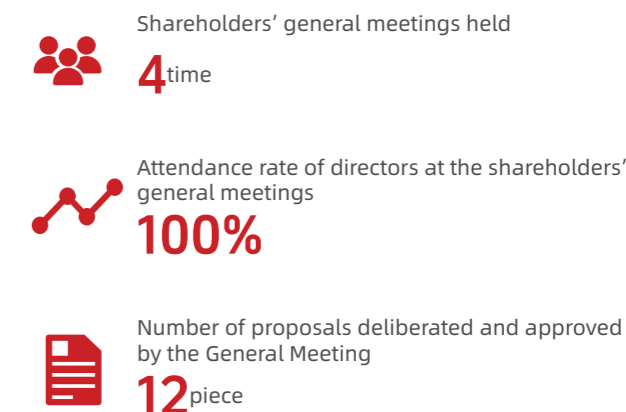 Shareholders’ general meetings held
4time
Attendance rate of directors at the shareholders’
general meetings
100%
Number of proposals deliberated and approved
by the General Meeting
12piece